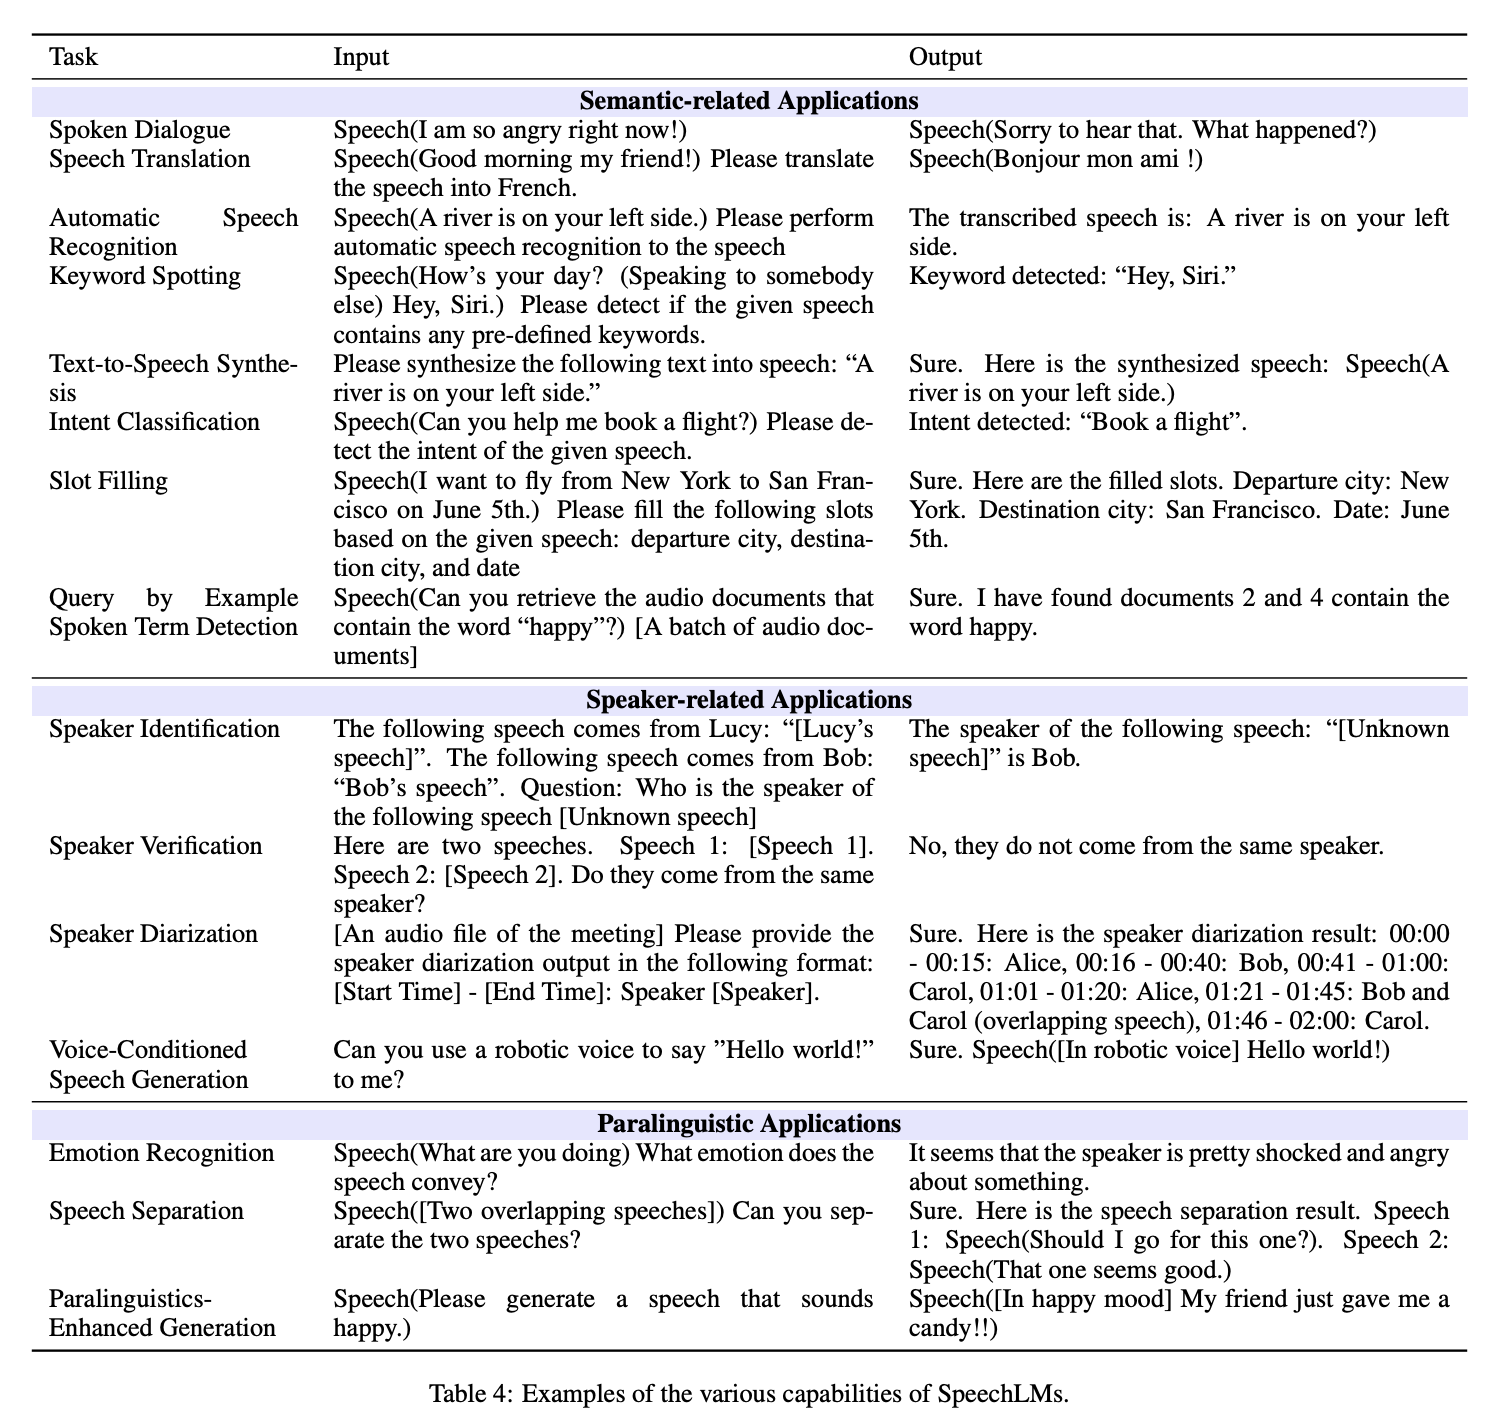 Task Input Output
Semantic-related Applications
Spoken Dialogue Speech(I am so angry right now!) Speech(Sorry to hear that. What happened?)
Speech Translation Speech(Good morning my friend!) Please translate Speech(Bonjour mon ami !)
the speech into French.
Automatic Speech Speech(A river is on your left side.) Please perform The transcribed speech is: A river is on your left
Recognition automatic speech recognition to the speech side.
Keyword Spotting Speech(How's your day? (Speaking to somebody Keyword detected: “Hey, Siri.”
else) Hey, Siri.) Please detect if the given speech
contains any pre-defined keywords.
Text-to-Speech Synthe- Please synthesize the following text into speech: “A Sure. Here is the synthesized speech: Speech(A
sis river is on your left side.” river is on your left side.)
Intent Classification Speech(Can you help me book a flight?) Please de- Intent detected: “Book a flight”.
tect the intent of the given speech.
Slot Filling Speech(I want to fly from New York to San Fran- Sure. Here are the filled slots. Departure city: New
cisco on June 5th.) Please fill the following slots York. Destination city: San Francisco. Date: June
based on the given speech: departure city, destina- 5th.
tion city, and date
Query by Example Speech(Can you retrieve the audio documents that Sure. I have found documents 2 and 4 contain the
Spoken Term Detection contain the word “happy”?) [A batch of audio doc- word happy.
uments]
Speaker-related Applications
Speaker Identification The following speech comes from Lucy: “[Lucy’s The speaker of the following speech: “[Unknown
speech]”. The following speech comes from Bob: speech]” is Bob.
“Bob’s speech”. Question: Who is the speaker of
the following speech [Unknown speech]
Speaker Verification Here are two speeches. Speech 1: [Speech 1]. No, they do not come from the same speaker.
Speech 2: [Speech 2]. Do they come from the same
speaker?
Speaker Diarization [An audio file of the meeting] Please provide the Sure. Here is the speaker diarization result: 00:00
speaker diarization output in the following format: - 00:15: Alice, 00:16 - 00:40: Bob, 00:41 - 01:00:
[Start Time] - [End Time]: Speaker [Speaker]. Carol, 01:01 - 01:20: Alice, 01:21 - 01:45: Bob and
Carol (overlapping speech), 01:46 - 02:00: Carol.
Voice-Conditioned Can you use a robotic voice to say ”Hello world!” Sure. Speech([In robotic voice] Hello world!)
Speech Generation to me?
Paralinguistic Applications
Emotion Recognition Speech(What are you doing) What emotion does the It seems that the speaker is pretty shocked and angry
speech convey? about something.
Speech Separation Speech([Two overlapping speeches]) Can you sep- Sure. Here is the speech separation result. Speech
arate the two speeches? 1: Speech(Should I go for this one?). Speech 2:
Speech(That one seems good.)
Paralinguistics- Speech(Please generate a speech that sounds Speech([In happy mood] My friend just gave me a
Enhanced Generation happy.) candy!!)
Table 4: Examples of the various capabilities of SpeechLMs.